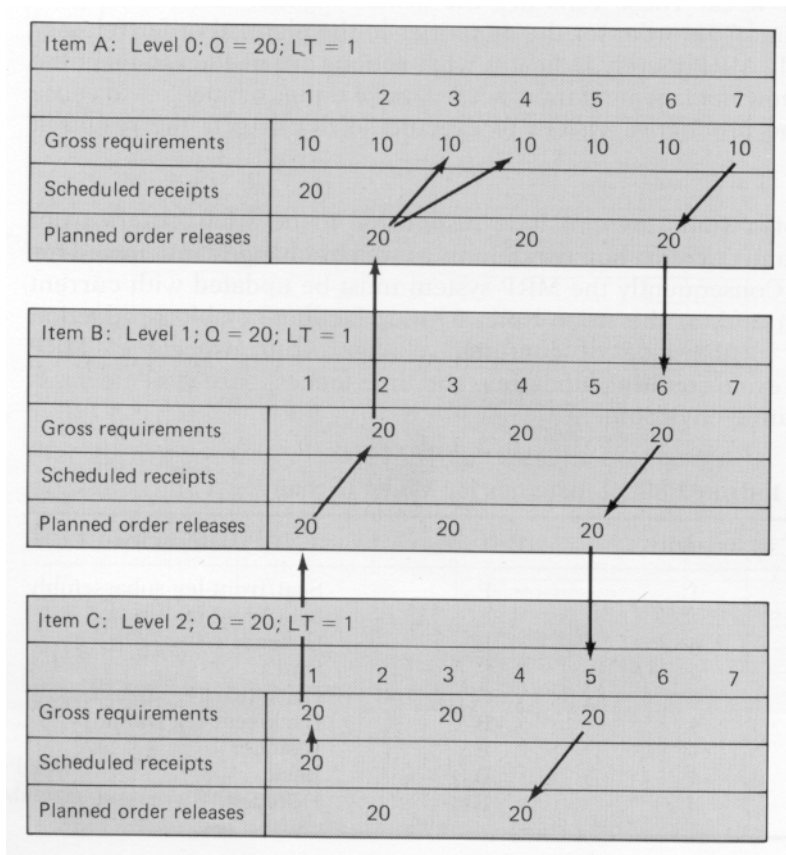 Item A: Level 0; Q = 20; LT = 1
1 2 3 4 5 6 7
Gross requirements 10 10 10 10 10 10 10
Scheduled receipts 20
Planned order releases 20 20 20
Item B: Level 1; Q = 20; LT = 1
1 2 3 4 5 6 7
Gross requirements 20 20 20
Scheduled receipts
Planned order releases 20 20 20
Item C: Level 2; Q = 20; LT = 1
1 2 3 4 5 6 7
Gross requirements 20 20 20
Scheduled receipts 20
Planned order releases 20 20